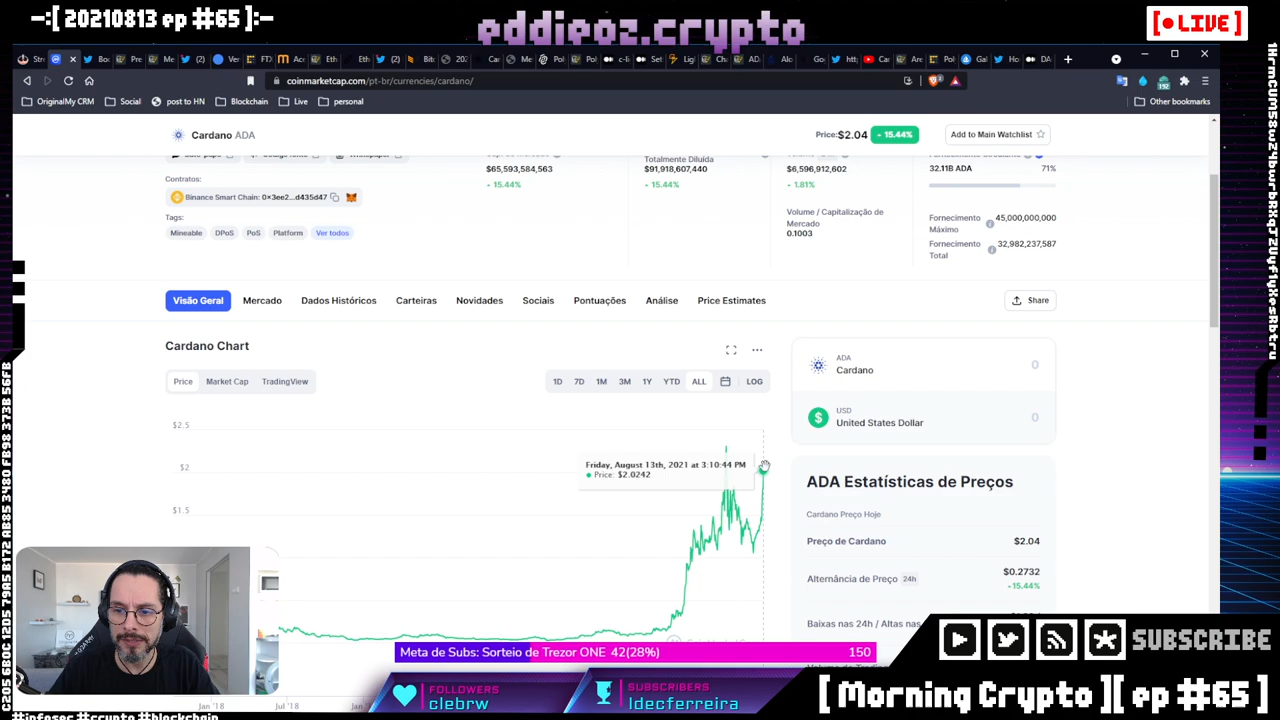 -:[ 20210813 ep #65 ]:-
eddieoz.crypto
[● LIVE]
coinmarketcap.com/pt-br/currencies/cardano/
OriginalMy CRM
Social
post to HN
Blockchain
Live
personal
Other bookmarks
Cardano ADA
Price:$2.04
15.44%
Add to Main Watchlist
Totalmente Diluída
$65,593,584,563
15.44%
$91,918,607,440
15.44%
$6,596,912,602
1.81%
32.11B ADA
71%
Contratos:
Binance Smart Chain: 0x3ee2...d435d47
Volume / Capitalização de
Mercado
0.1003
Tags:
Mineable
DPoS
PoS
Platform
Ver todos
Fornecimento
Máximo
45,000,000,000
Fornecimento
Total
32,982,237,587
Visão Geral
Mercado
Dados Históricos
Carteiras
Novidades
Sociais
Pontuações
Análise
Price Estimates
Share
Cardano Chart
Price
Market Cap
TradingView
1D
7D
1M
3M
1Y
YTD
ALL
LOG
ADA
Cardano
0
USD
United States Dollar
0
$2.5
$2
$1.5
Friday, August 13th, 2021 at 3:10:44 PM
Price: $2.0242
ADA Estatísticas de Preços
Cardano Preço Hoje
Preço de Cardano
$2.04
Alternância de Preço 24h
$0.2732
15.44%
Baixas nas 24h / Altas nas
Meta de Subs: Sorteio de Trezor ONE 42(28%)
150
SUBSCRIBE
FOLLOWERS
clebrw
SUBSCRIBERS
ldecferreira
[ Morning Crypto ][ ep #65 ]
Jan '18
Jul '18
#infosec #crypto #blockchain